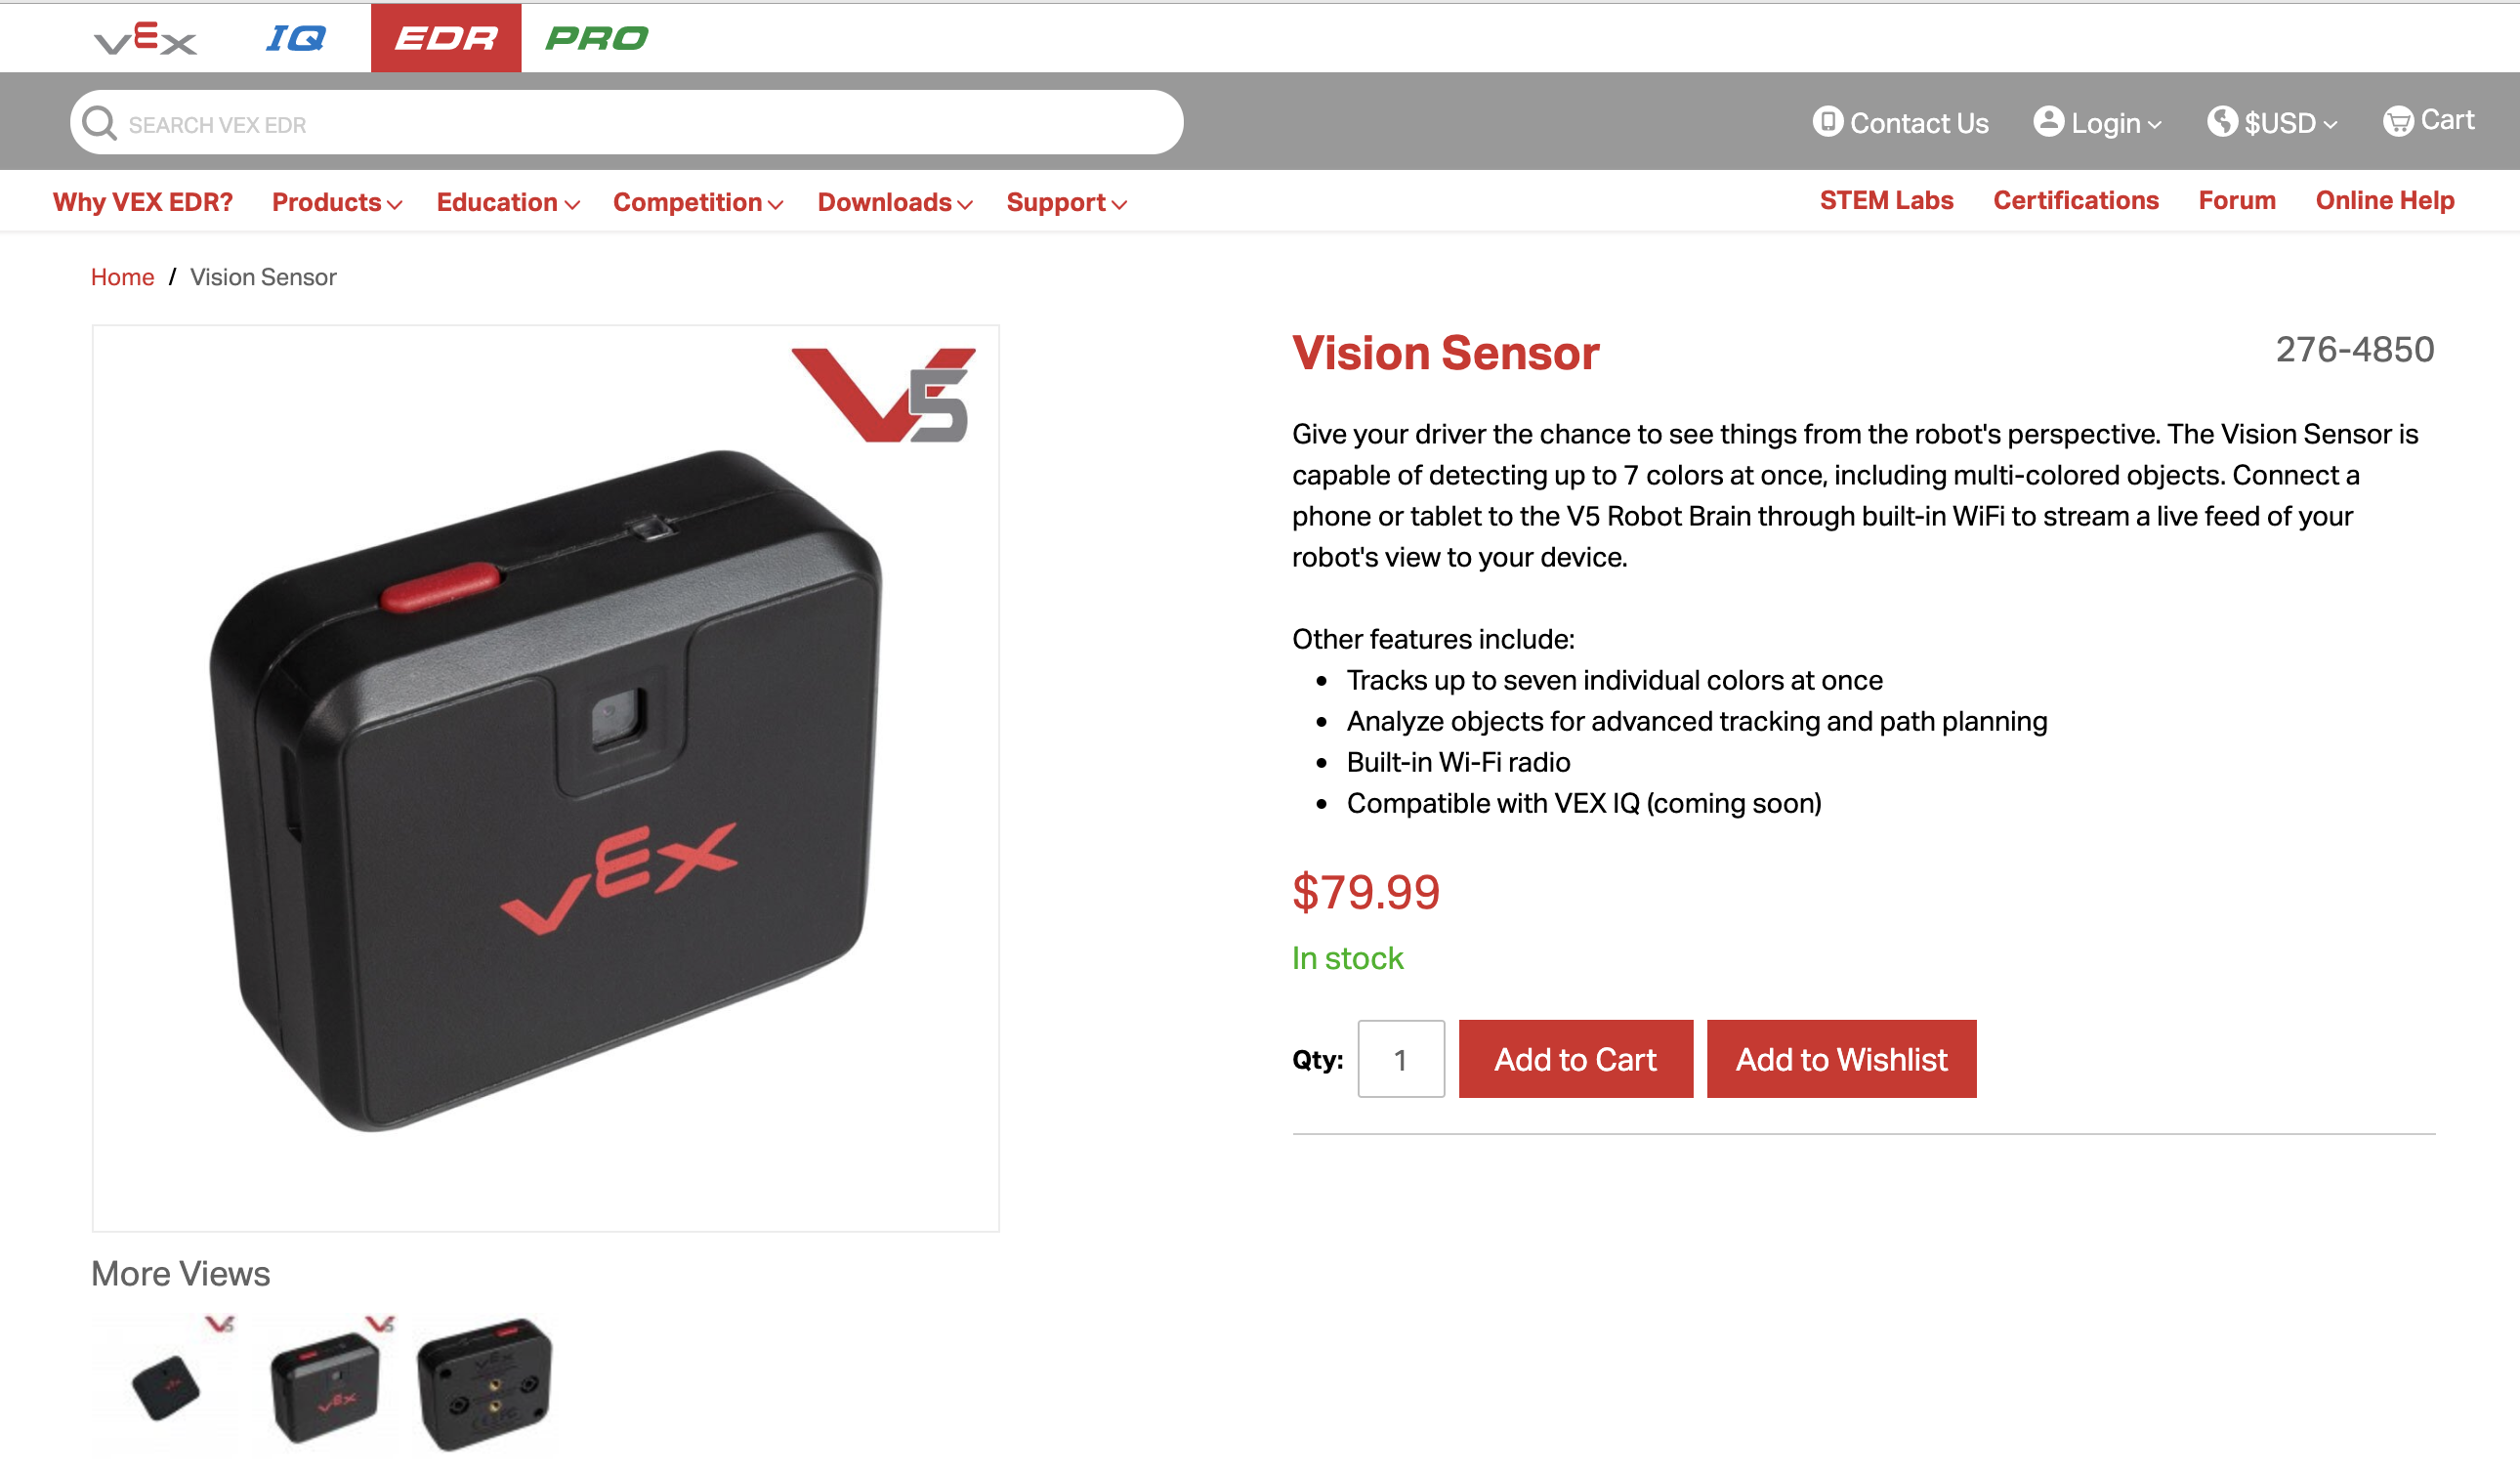 VEX IQ EDR PRO
SEARCH VEX EDR
Contact Us Login $USD Cart
Why VEX EDR? Products Education Competition Downloads Support STEM Labs Certifications Forum Online Help
Home / Vision Sensor
V5
VEX
Vision Sensor 276-4850
Give your driver the chance to see things from the robot's perspective. The Vision Sensor is
capable of detecting up to 7 colors at once, including multi-colored objects. Connect a
phone or tablet to the V5 Robot Brain through built-in WiFi to stream a live feed of your
robot's view to your device.
Other features include:
• Tracks up to seven individual colors at once
• Analyze objects for advanced tracking and path planning
• Built-in Wi-Fi radio
• Compatible with VEX IQ (coming soon)
$79.99
In stock
Qty: 1 Add to Cart Add to Wishlist
More Views
V5 V5
VEX VEX VEX